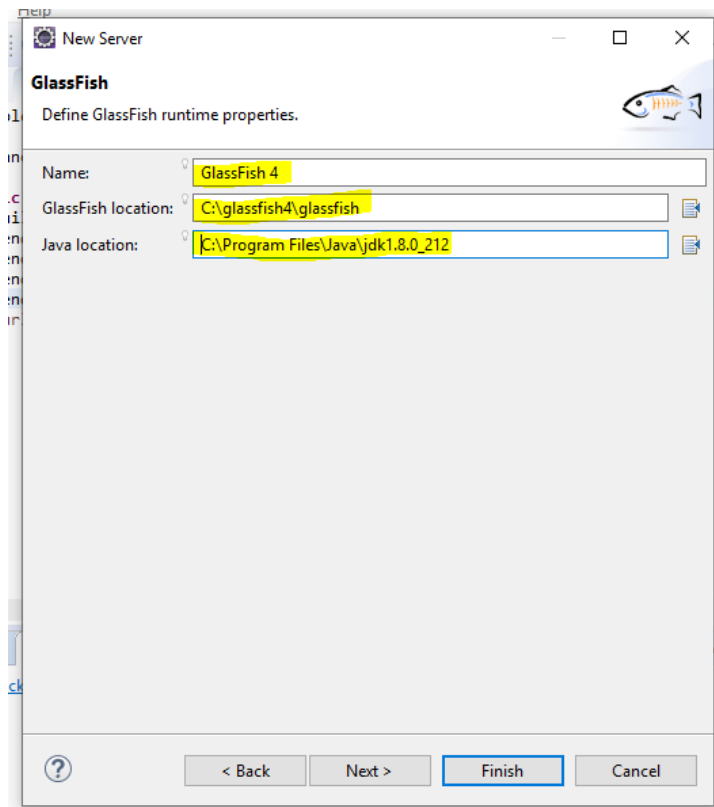 Help
New Server
GlassFish
Define GlassFish runtime properties.
Name: GlassFish 4
GlassFish location: C:\glassfish4\glassfish
Java location: C:\Program Files\Java\jdk1.8.0_212
? < Back Next > Finish Cancel